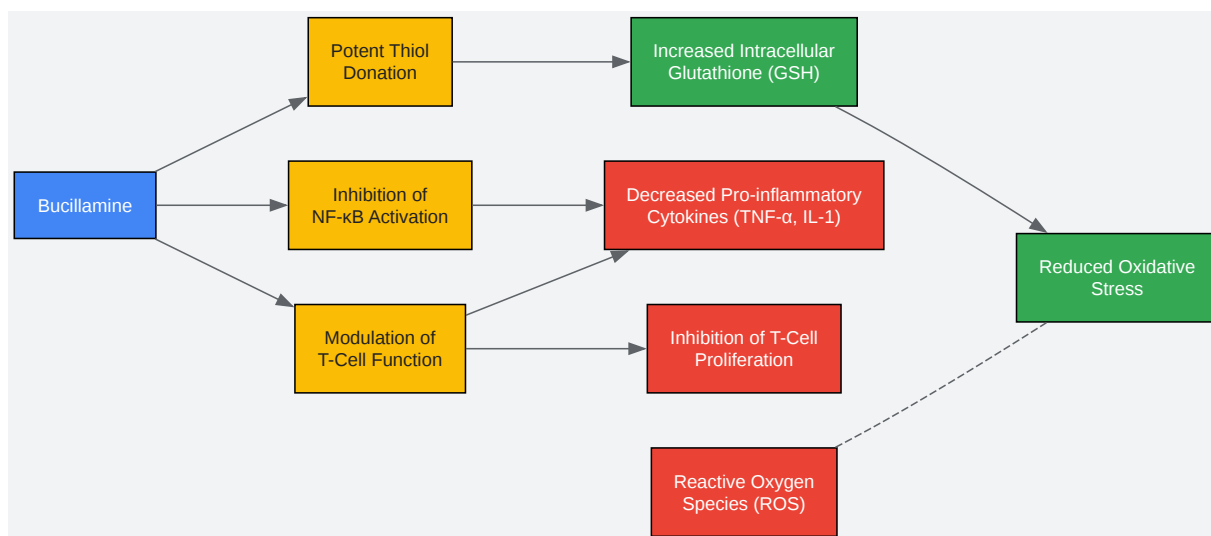 Potent Thiol
Donation
Increased Intracellular
Glutathione (GSH)
Bucillamine
Inhibition of
NF-κB Activation
Decreased Pro-inflammatory
Cytokines (TNF-α, IL-1)
Reduced Oxidative
Stress
Modulation of
T-Cell Function
Inhibition of T-Cell
Proliferation
Reactive Oxygen
Species (ROS)